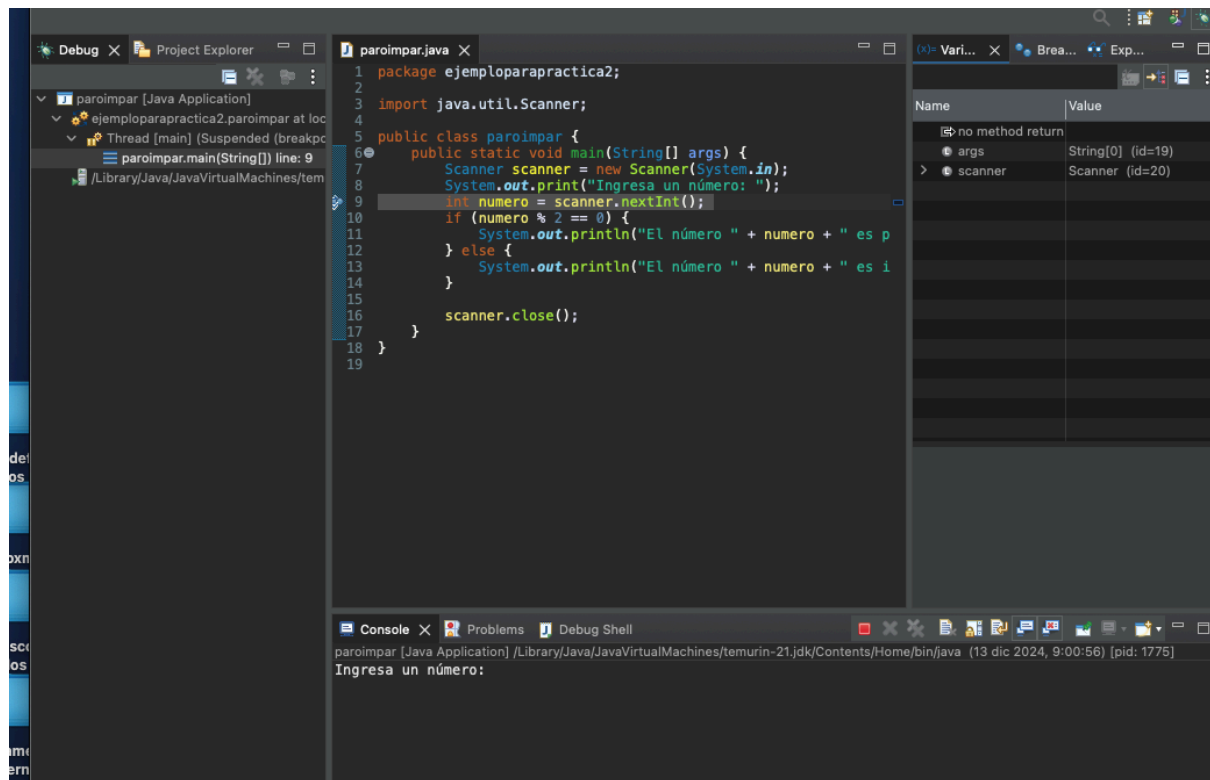 Debug
Project Explorer
paroimpar [Java Application]
ejemploparapractica2.paroimpar at loc
Thread [main] (Suspended (breakpo
paroimpar.main(String[]) line: 9
/Library/Java/JavaVirtualMachines/tem
paroimpar.java
1 package ejemploparapractica2;
2
3 import java.util.Scanner;
4
5 public class paroimpar {
6 public static void main(String[] args) {
7 Scanner scanner = new Scanner(System.in);
8 System.out.print("Ingresa un número: ");
9 int numero = scanner.nextInt();
10 if (numero % 2 == 0) {
11 System.out.println("El número " + numero + " es p
12 } else {
13 System.out.println("El número " + numero + " es i
14 }
15
16 scanner.close();
17 }
18 }
19
(x)= Vari...
Brea...
Exp...
Name Value
no method return
args String[0] (id=19)
scanner Scanner (id=20)
Console
Problems
Debug Shell
paroimpar [Java Application] /Library/Java/JavaVirtualMachines/temurin-21.jdk/Contents/Home/bin/java (13 dic 2024, 9:00:56) [pid: 1775]
Ingresa un número:
os
os